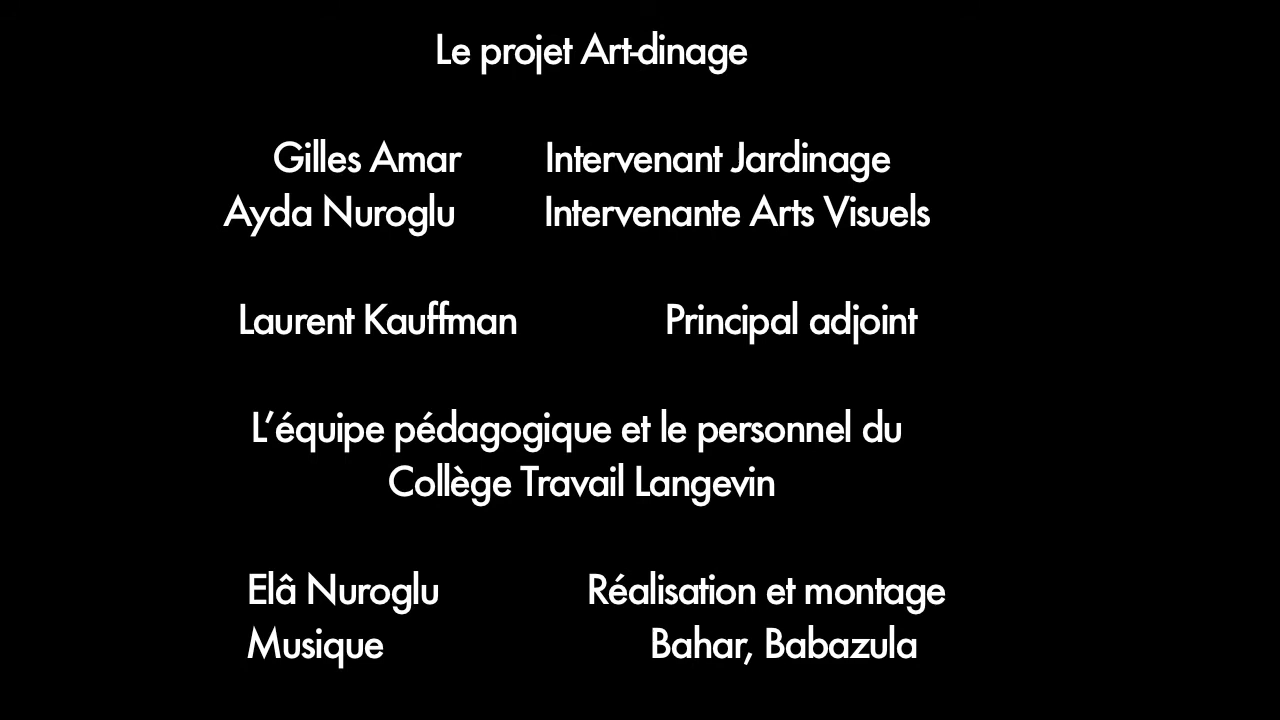 Le projet Art-dinage
Gilles Amar Intervenant Jardinage
Ayda Nuroglu Intervenante Arts Visuels
Laurent Kauffman Principal adjoint
L’équipe pédagogique et le personnel du
Collège Travail Langevin
Elâ Nuroglu Réalisation et montage
Musique Bahar, Babazula